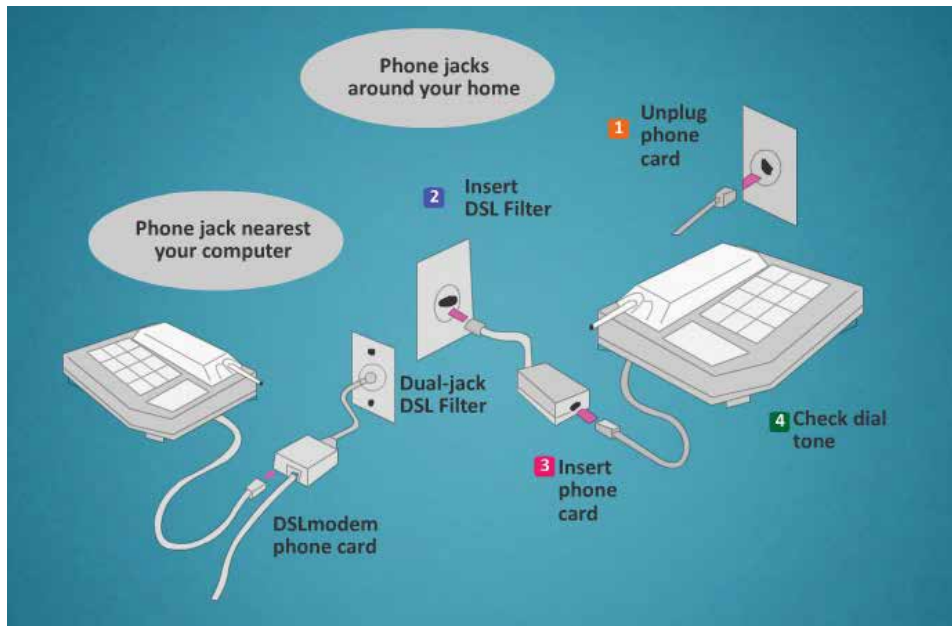 Phone jacks
around your home
1 Unplug
phone
card
2 Insert
DSL Filter
Phone jack nearest
your computer
Dual-jack
DSL Filter
4 Check dial
tone
3 Insert
phone
card
DSLmodem
phone card